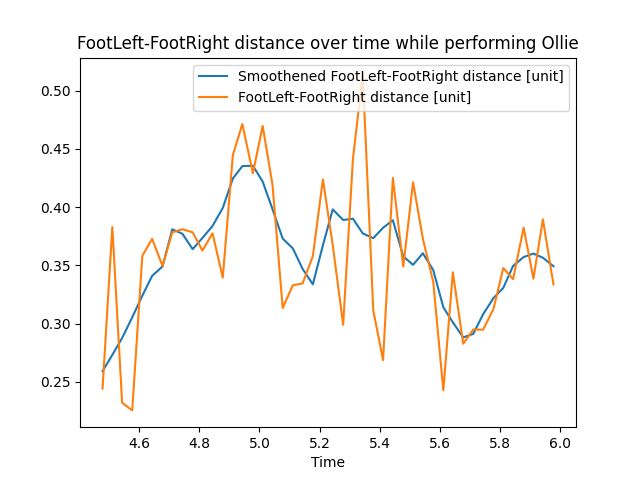 FootLeft-FootRight distance over time while performing Ollie
Smoothened FootLeft-FootRight distance [unit]
FootLeft-FootRight distance [unit]
0.50
0.45
0.40
0.35
0.30
0.25
4.6 4.8 5.0 5.2 5.4 5.6 5.8 6.0
Time